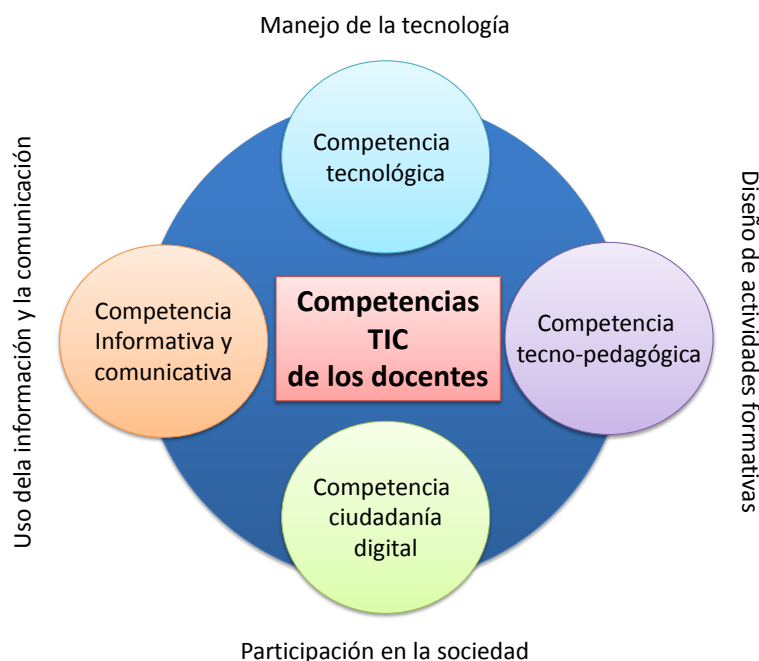 Manejo de la tecnología
Competencia
tecnológica
Uso dela información y la comunicación
Competencia
Informativa y
comunicativa
Competencias
TIC
de los docentes
Competencia
tecno-pedagógica
Diseño de actividades formativas
Competencia
ciudadanía
digital
Participación en la sociedad